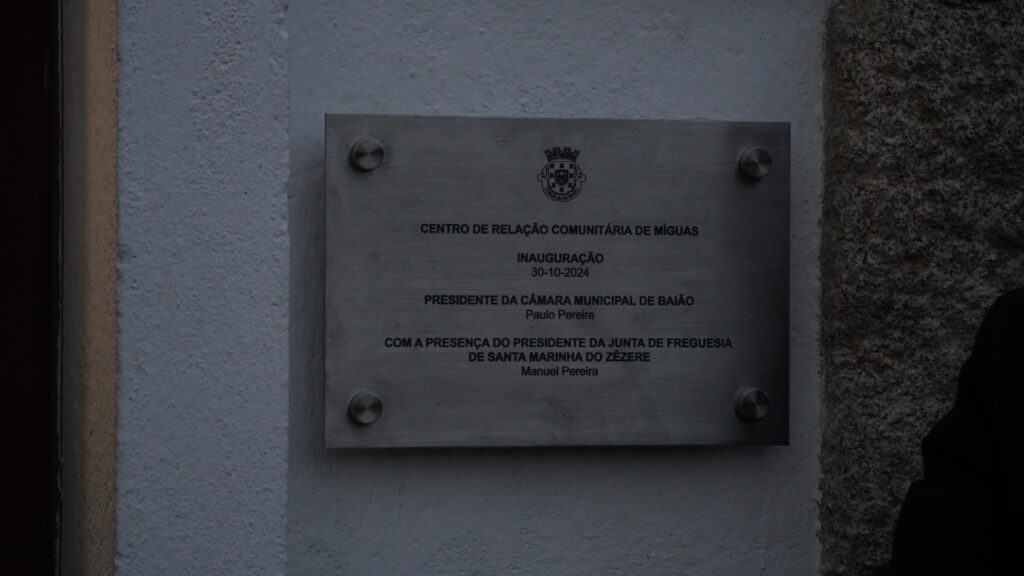 CENTRO DE RELAÇÃO COMUNITÁRIA DE MÍGUAS
INAUGURAÇÃO
30-10-2024
PRESIDENTE DA CÂMARA MUNICIPAL DE BAIÃO
Paulo Pereira
COM A PRESENÇA DO PRESIDENTE DA JUNTA DE FREGUESIA
DE SANTA MARINHA DO ZÊZERE
Manuel Pereira